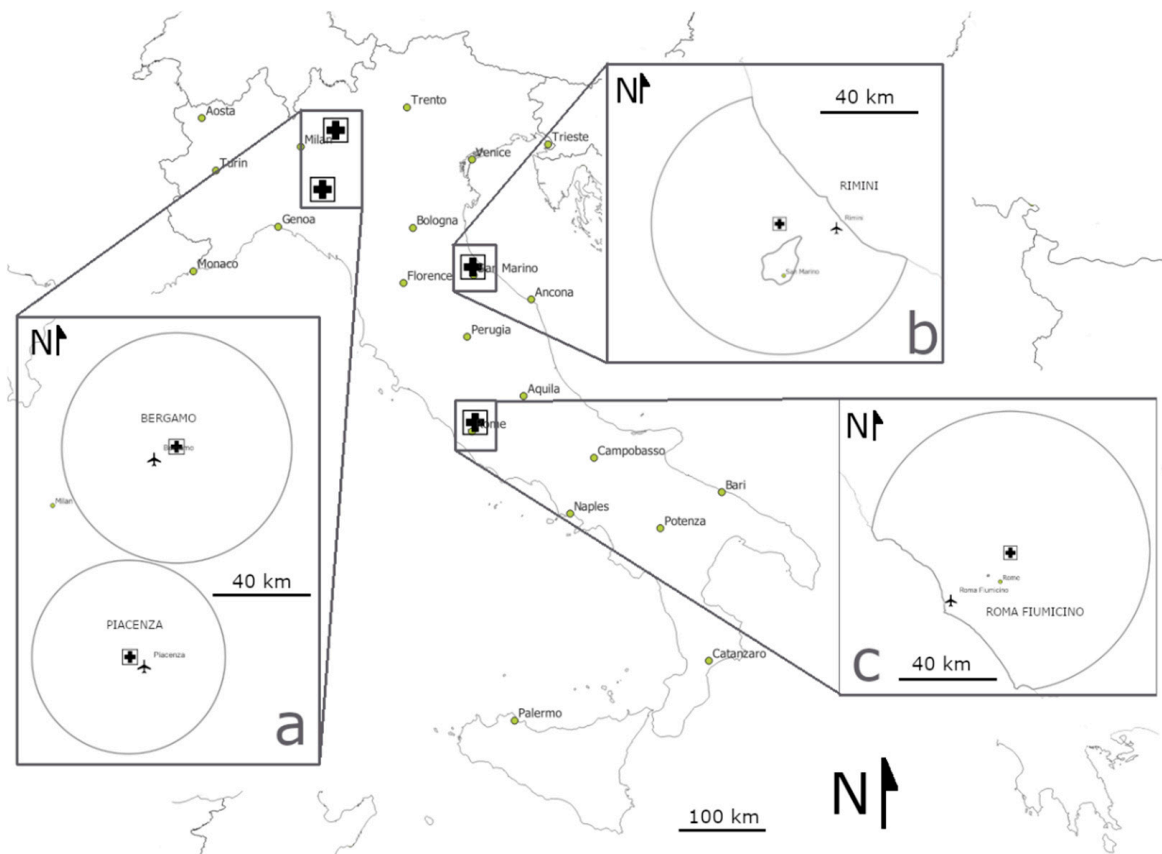 Aosta
Trento
Milan
Turin
Venice
Trieste
Genoa
Bologna
Monaco
Florence
San Marino
Ancona
Perugia
Aquila
Rome
Campobasso
Bari
Naples
Potenza
Catanzaro
Palermo
100 km
N
N
BERGAMO
Milan
40 km
PIACENZA
Piacenza
a
N
40 km
RIMINI
Rimini
San Marino
b
N
Rome
Roma Fiumicino
ROMA FIUMICINO
40 km
c